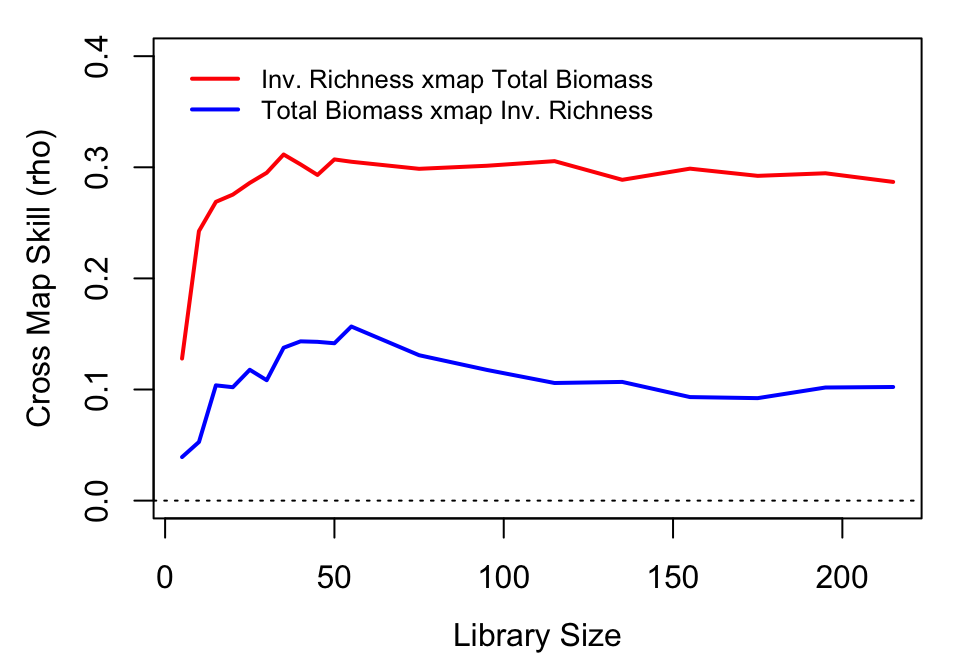 Inv. Richness xmap Total Biomass
Total Biomass xmap Inv. Richness
Cross Map Skill (rho)
0.4
0.3
0.2
0.1
0.0
0 50 100 150 200
Library Size